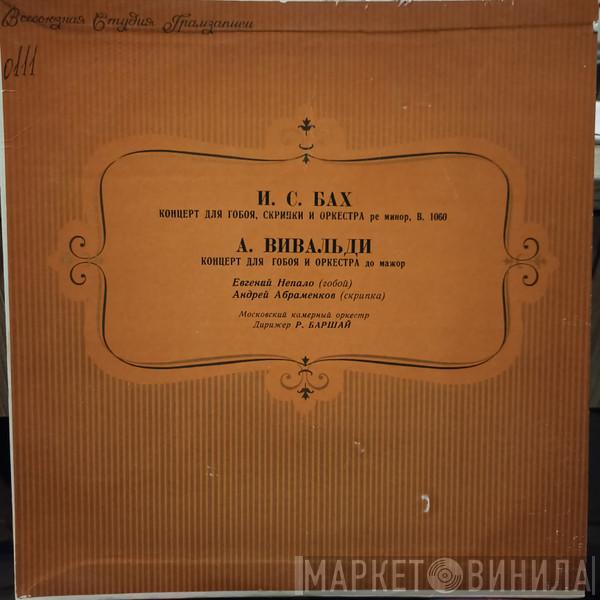 Всесоюзная Студия Грамзаписи
0111
И. С. БАХ
КОНЦЕРТ ДЛЯ ГОБОЯ, СКРИПКИ И ОРКЕСТРА ре минор, В. 1060
А. ВИВАЛЬДИ
КОНЦЕРТ ДЛЯ ГОБОЯ И ОРКЕСТРА до мажор
Евгений Непало (гобой)
Андрей Абраменков (скрипка)
Московский камерный оркестр
Дирижер Р. БАРШАЙ
МАРКЕТ ВИНИЛА